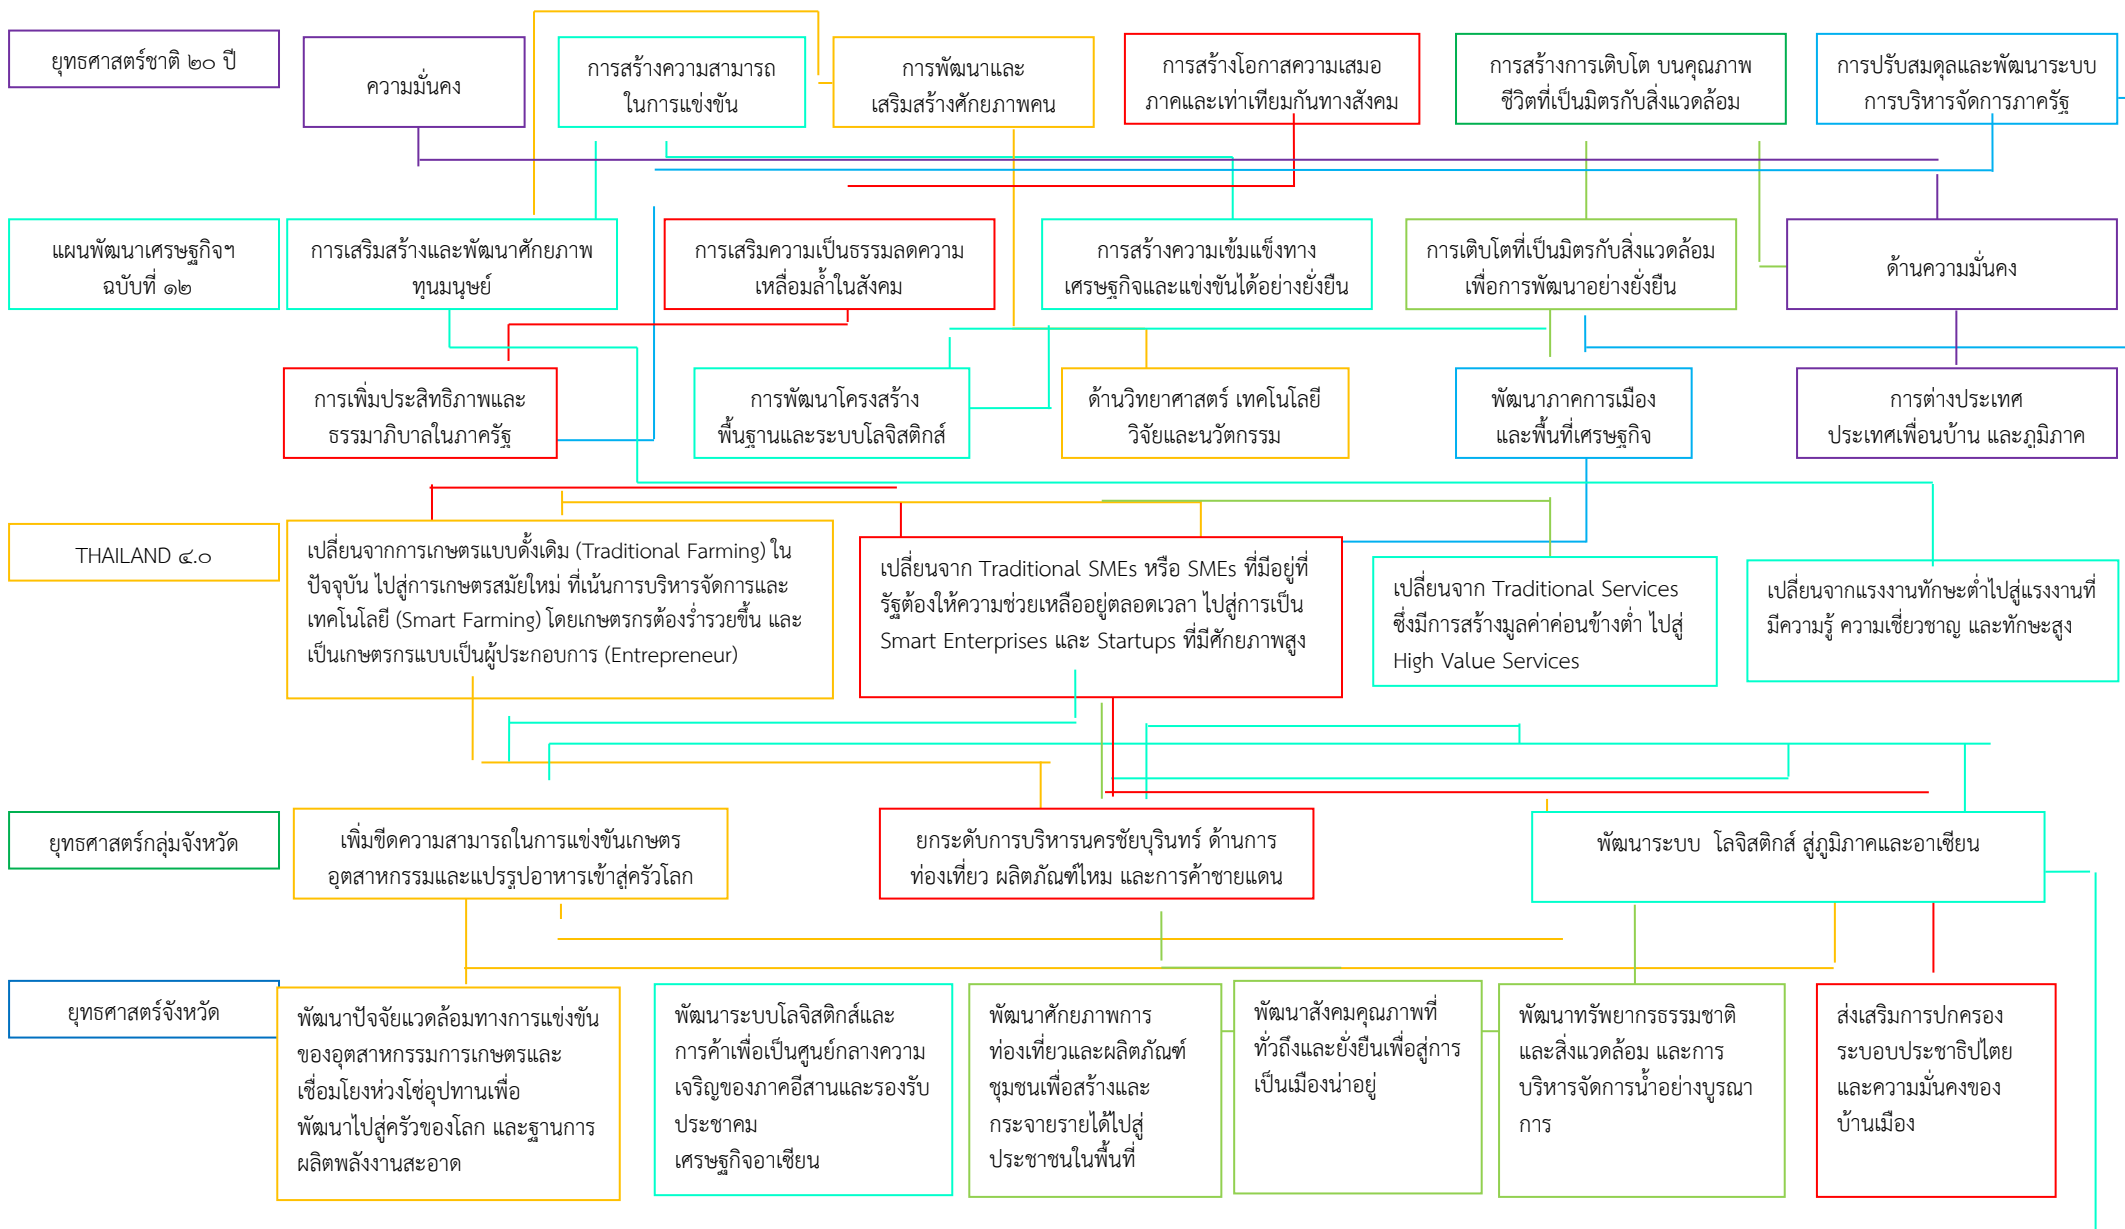 ยุทธศาสตร์ชาติ ๒๐ ปี
ความมั่นคง
การสร้างความสามารถ
ในการแข่งขัน
การพัฒนาและ
เสริมสร้างศักยภาพคน
การสร้างโอกาสความเสมอ
ภาคและเท่าเทียมกันทางสังคม
การสร้างการเติบโต บนคุณภาพ
ชีวิตที่เป็นมิตรกับสิ่งแวดล้อม
การปรับสมดุลและพัฒนาระบบ
การบริหารจัดการภาครัฐ
แผนพัฒนาเศรษฐกิจฯ
ฉบับที่ ๑๒
การเสริมสร้างและพัฒนาศักยภาพ
ทุนมนุษย์
การเสริมความเป็นธรรมลดความ
เหลื่อมล้ำในสังคม
การสร้างความเข้มแข็งทาง
เศรษฐกิจและแข่งขันได้อย่างยั่งยืน
การเติบโตที่เป็นมิตรกับสิ่งแวดล้อม
เพื่อการพัฒนาอย่างยั่งยืน
ด้านความมั่นคง
การเพิ่มประสิทธิภาพและ
ธรรมาภิบาลในภาครัฐ
การพัฒนาโครงสร้าง
พื้นฐานและระบบโลจิสติกส์
ด้านวิทยาศาสตร์ เทคโนโลยี
วิจัยและนวัตกรรม
พัฒนาภาคการเมือง
และพื้นที่เศรษฐกิจ
การต่างประเทศ
ประเทศเพื่อนบ้าน และภูมิภาค
THAILAND ๔.๐
เปลี่ยนจากการเกษตรแบบดั้งเดิม (Traditional Farming) ใน
ปัจจุบัน ไปสู่การเกษตรสมัยใหม่ ที่เน้นการบริหารจัดการและ
เทคโนโลยี (Smart Farming) โดยเกษตรกรต้องร่ำรวยขึ้น และ
เป็นเกษตรกรแบบเป็นผู้ประกอบการ (Entrepreneur)
เปลี่ยนจาก Traditional SMEs หรือ SMEs ที่มีอยู่ที่
รัฐต้องให้ความช่วยเหลืออยู่ตลอดเวลา ไปสู่การเป็น
Smart Enterprises และ Startups ที่มีศักยภาพสูง
เปลี่ยนจาก Traditional Services
ซึ่งมีการสร้างมูลค่าค่อนข้างต่ำ ไปสู่
High Value Services
เปลี่ยนจากแรงงานทักษะต่ำไปสู่แรงงานที่
มีความรู้ ความเชี่ยวชาญ และทักษะสูง
ยุทธศาสตร์กลุ่มจังหวัด
เพิ่มขีดความสามารถในการแข่งขันเกษตร
อุตสาหกรรมและแปรรูปอาหารเข้าสู่ครัวโลก
ยกระดับการบริหารนครชัยบุรินทร์ ด้านการ
ท่องเที่ยว ผลิตภัณฑ์ไหม และการค้าชายแดน
พัฒนาระบบ โลจิสติกส์ สู่ภูมิภาคและอาเซียน
ยุทธศาสตร์จังหวัด
พัฒนาปัจจัยแวดล้อมทางการแข่งขัน
ของอุตสาหกรรมการเกษตรและ
เชื่อมโยงห่วงโซ่อุปทานเพื่อ
พัฒนาไปสู่ครัวของโลก และฐานการ
ผลิตพลังงานสะอาด
พัฒนาระบบโลจิสติกส์และ
การค้าเพื่อเป็นศูนย์กลางความ
เจริญของภาคอีสานและรองรับ
ประชาคม
เศรษฐกิจอาเซียน
พัฒนาศักยภาพการ
ท่องเที่ยวและผลิตภัณฑ์
ชุมชนเพื่อสร้างและ
กระจายรายได้ไปสู่
ประชาชนในพื้นที่
พัฒนาสังคมคุณภาพที่
ทั่วถึงและยั่งยืนเพื่อสู่การ
เป็นเมืองน่าอยู่
พัฒนาทรัพยากรธรรมชาติ
และสิ่งแวดล้อม และการ
บริหารจัดการน้ำอย่างบูรณา
การ
ส่งเสริมการปกครอง
ระบอบประชาธิปไตย
และความมั่นคงของ
บ้านเมือง